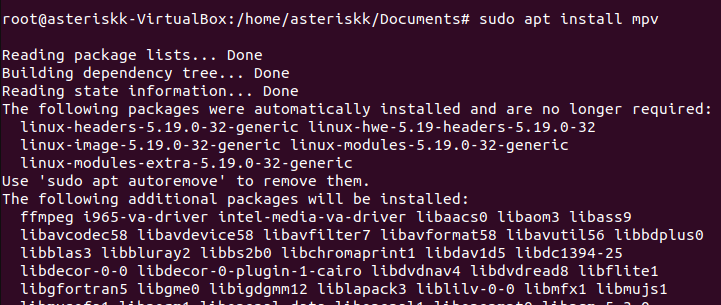 root@asteriskk-VirtualBox:/home/asteriskk/Documents# sudo apt install mpv
Reading package lists... Done
Building dependency tree... Done
Reading state information... Done
The following packages were automatically installed and are no longer required:
linux-headers-5.19.0-32-generic linux-hwe-5.19-headers-5.19.0-32
linux-image-5.19.0-32-generic linux-modules-5.19.0-32-generic
linux-modules-extra-5.19.0-32-generic
Use 'sudo apt autoremove' to remove them.
The following additional packages will be installed:
ffmpeg i965-va-driver intel-media-va-driver libaacs0 libaom3 libass9
libavcodec58 libavdevice58 libavfilter7 libavformat58 libavutil56 libbdplus0
libblas3 libbluray2 libbs2b0 libchromaprint1 libdav1d5 libdc1394-25
libdecor-0-0 libdecor-0-plugin-1-cairo libdvdnav4 libdvdread8 libflite1
libgfortran5 libgme0 libigdgmm12 liblapack3 liblilv-0-0 libmfx1 libmujs1